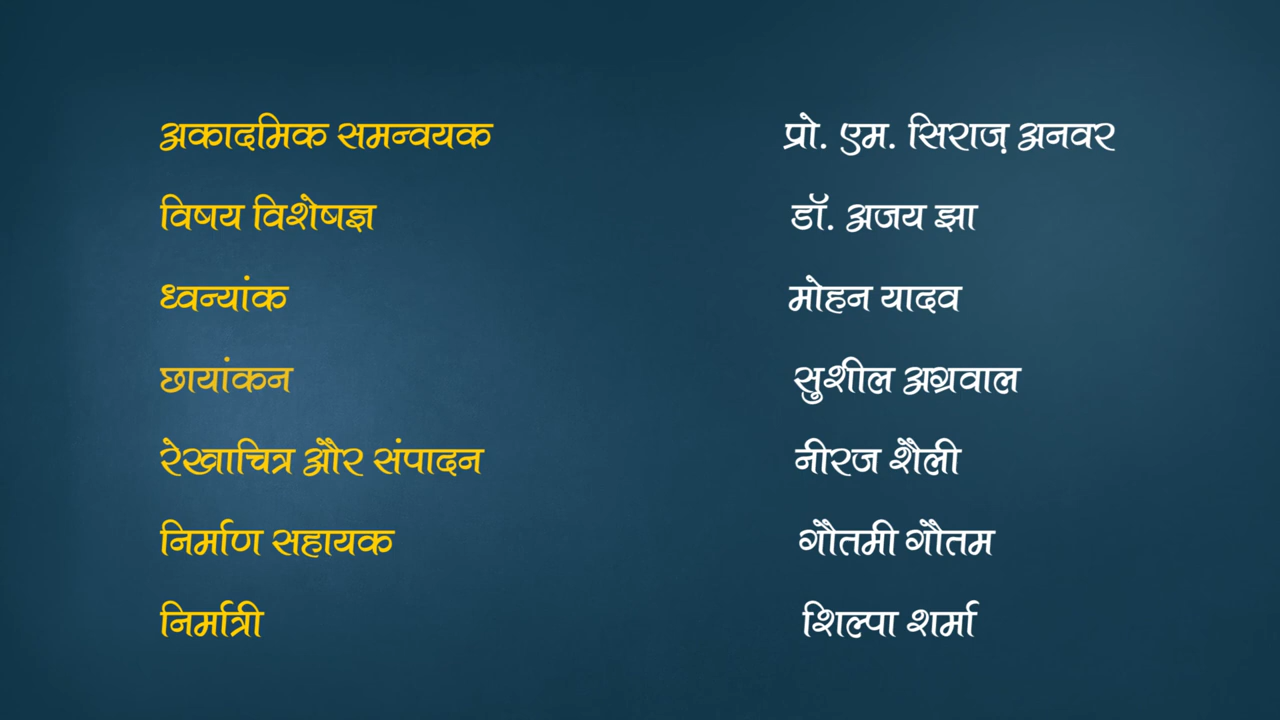 अकादमिक समन्वयक प्रो. एम. सिराज़ अनवर
विषय विशेषज्ञ डॉ. अजय झा
ध्वन्यांक मोहन यादव
छायांकन सुशील अग्रवाल
रेखाचित्र और संपादन नीरज शैली
निर्माण सहायक गौतमी गौतम
निर्मात्री शिल्पा शर्मा